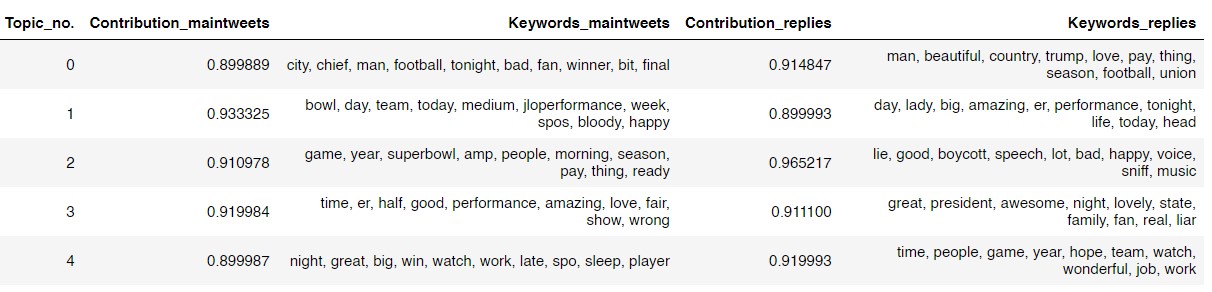 Topic_no. Contribution_maintweets Keywords_maintweets Contribution_replies Keywords_replies
0 0.899889 city, chief, man, football, tonight, bad, fan, winner, bit, final 0.914847 man, beautiful, country, trump, love, pay, thing,
season, football, union
1 0.933325 bowl, day, team, today, medium, jloperformance, week,
spos, bloody, happy 0.899993 day, lady, big, amazing, er, performance, tonight,
life, today, head
2 0.910978 game, year, superbowl, amp, people, morning, season,
pay, thing, ready 0.965217 lie, good, boycott, speech, lot, bad, happy, voice,
sniff, music
3 0.919984 time, er, half, good, performance, amazing, love, fair,
show, wrong 0.911100 great, president, awesome, night, lovely, state,
family, fan, real, liar
4 0.899987 night, great, big, win, watch, work, late, spo, sleep, player 0.919993 time, people, game, year, hope, team, watch,
wonderful, job, work